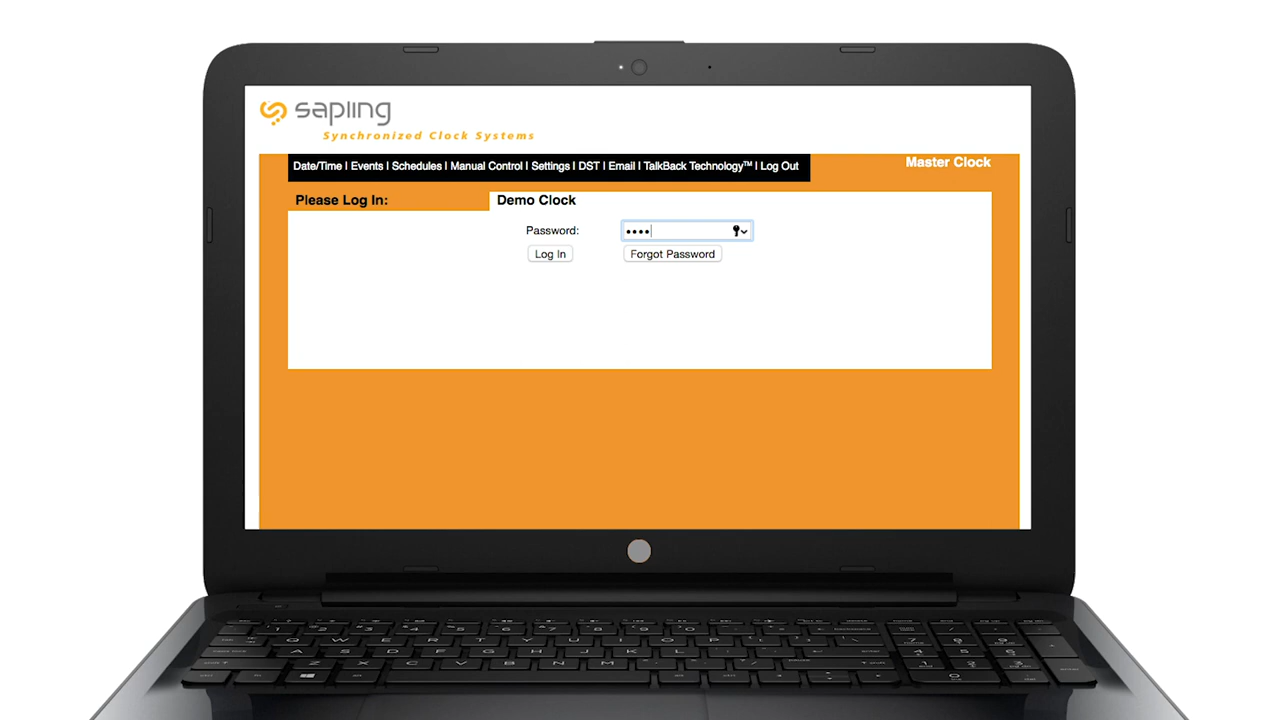 sapling
Synchronized Clock Systems
Date/Time | Events | Schedules | Manual Control | Settings | DST | Email | TalkBack Technology™ | Log Out
Master Clock
Please Log In:
Demo Clock
Password: ••••
Log In
Forgot Password
Q W E R T Y U I O P
A S D F G H J K L
Z X C V B N M